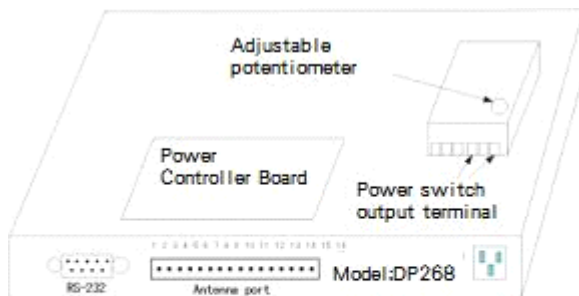 Adjustable
potentiometer
Power
Controller Board
Power switch
output terminal
1 2 3 4 5 6 7 8 9 10 11 12 13 14 15 16
Model:DP268
RS-232
Antenna port